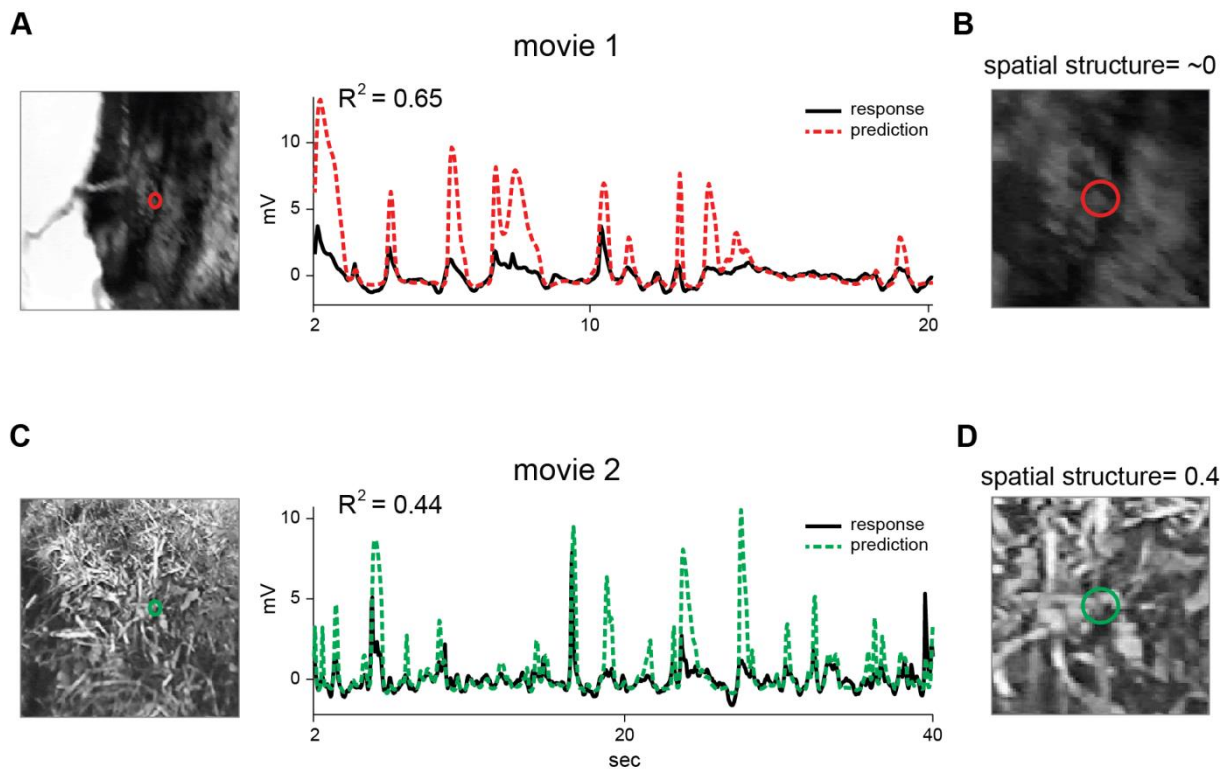 A
movie 1
B
spatial structure= ~0
R² = 0.65
response
prediction
10
5
0
mV
2
10
20
C
movie 2
D
spatial structure= 0.4
R² = 0.44
response
prediction
10
5
0
mV
2
20
40
sec